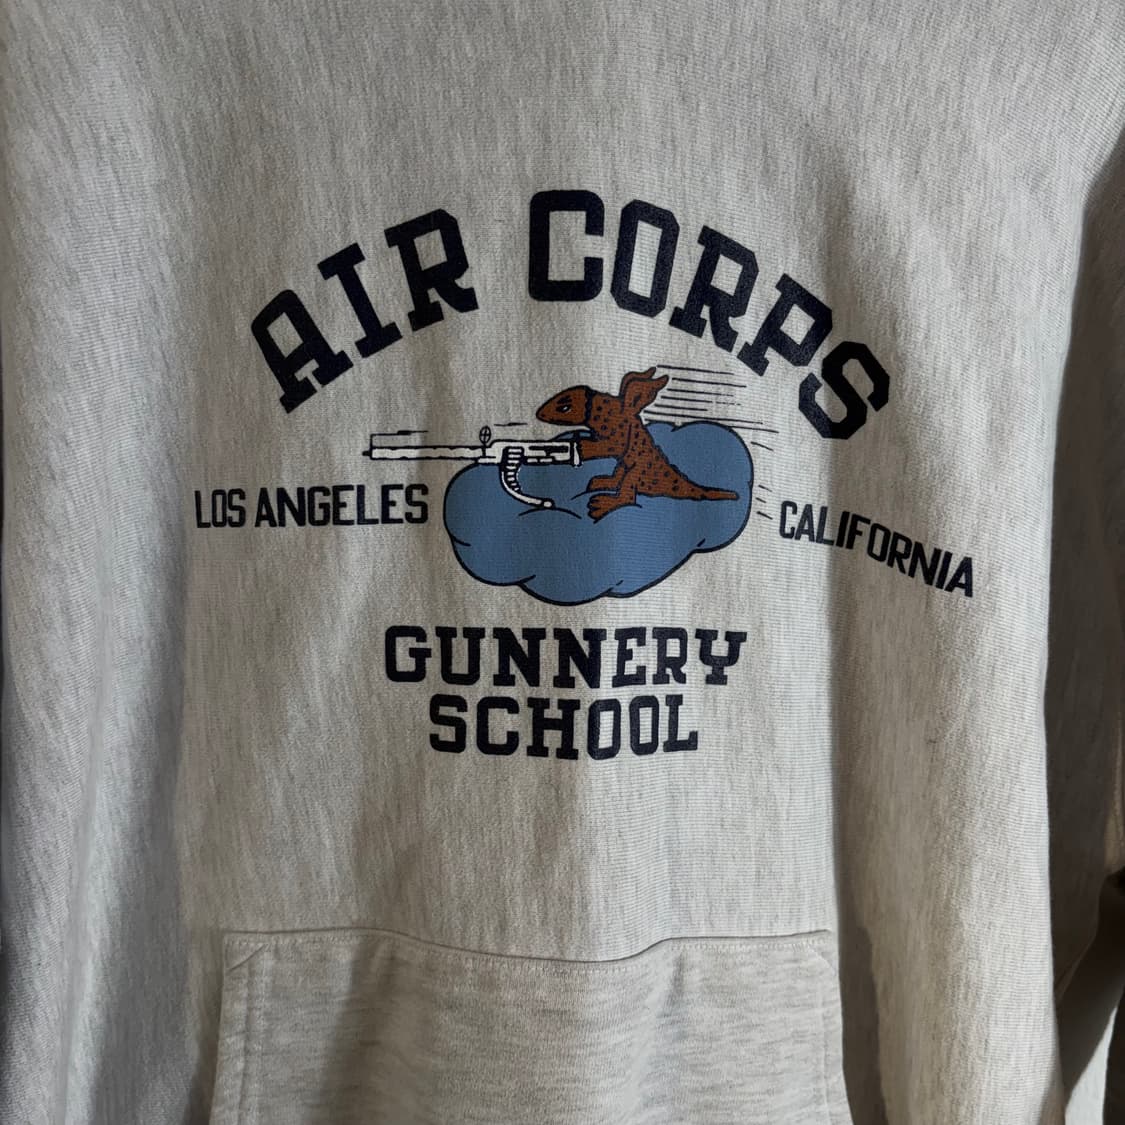 AIR CORPS
LOS ANGELES
CALIFORNIA
GUNNERY
SCHOOL